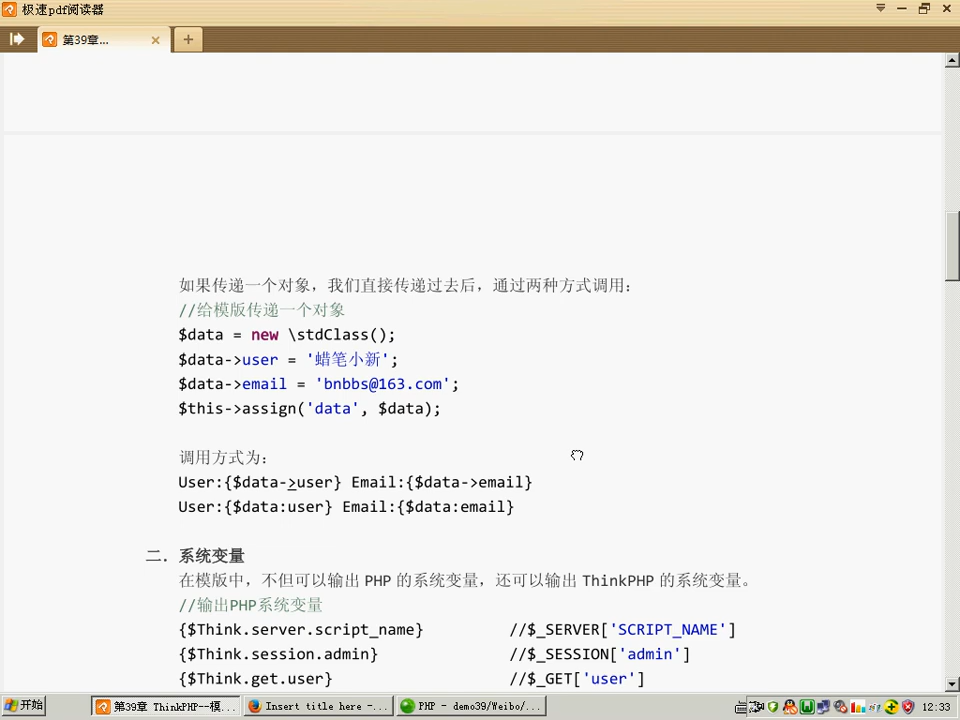 极速pdf阅读器
第39章...
如果传递一个对象，我们直接传递过去后，通过两种方式调用：
//给模版传递一个对象
$data = new \stdClass();
$data->user = '蜡笔小新';
$data->email = 'bnbbs@163.com';
$this->assign('data', $data);
调用方式为：
User:{$data->user} Email:{$data->email}
User:{$data:user} Email:{$data:email}
二．系统变量
在模版中，不但可以输出 PHP 的系统变量，还可以输出 ThinkPHP 的系统变量。
//输出PHP系统变量
{$Think.server.script_name} //$_SERVER['SCRIPT_NAME']
{$Think.session.admin} //$_SESSION['admin']
{$Think.get.user} //$_GET['user']
开始 第39章 ThinkPHP--模... Insert title here -... PHP - demo39/Weibo/... 12:33